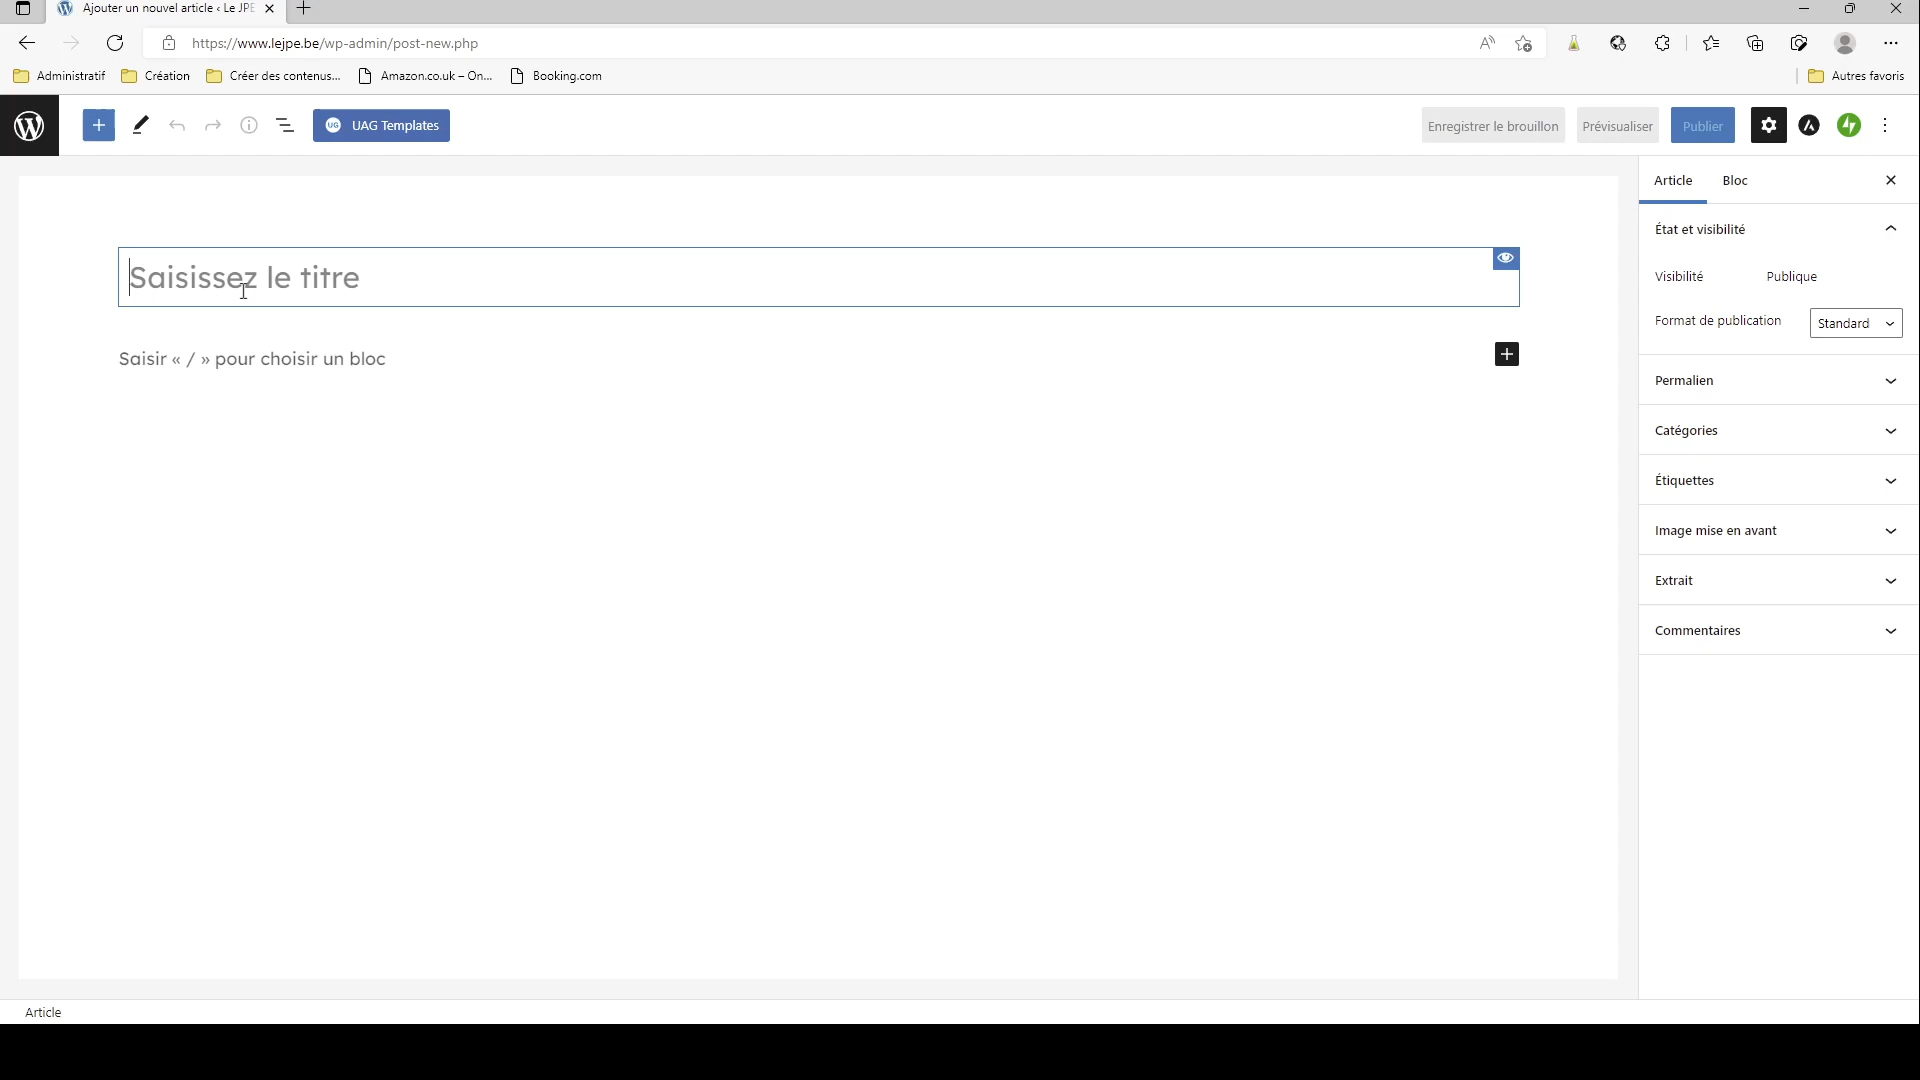 Ajouter un nouvel article ‹ Le JPE
https://www.lejpe.be/wp-admin/post-new.php
Administratif
Création
Créer des contenus...
Amazon.co.uk – On...
Booking.com
Autres favoris
UAG Templates
Enregistrer le brouillon
Prévisualiser
Publier
Article
Bloc
État et visibilité
Visibilité
Publique
Format de publication
Standard
Permalien
Catégories
Étiquettes
Image mise en avant
Extrait
Commentaires
Saisissez le titre
Saisir « / » pour choisir un bloc
Article